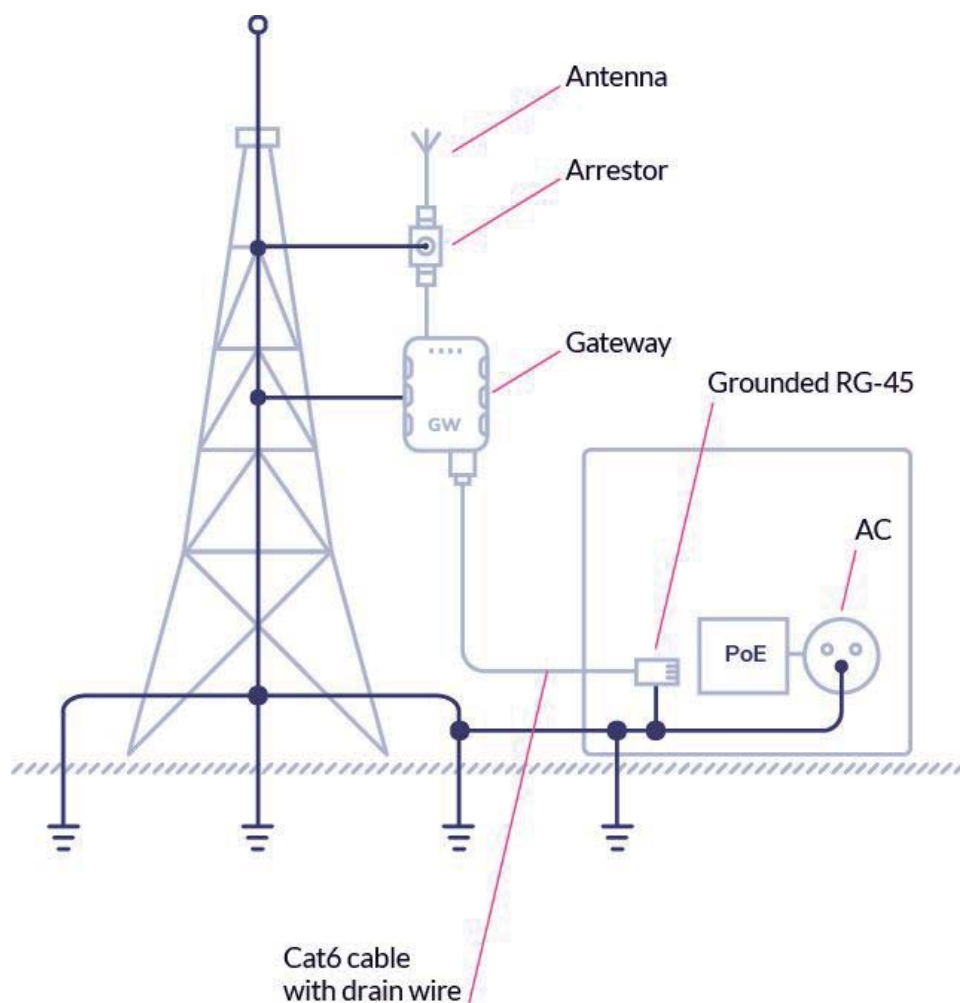 Antenna
Arrestor
Gateway
Grounded RG-45
GW
AC
PoE
Cat6 cable
with drain wire